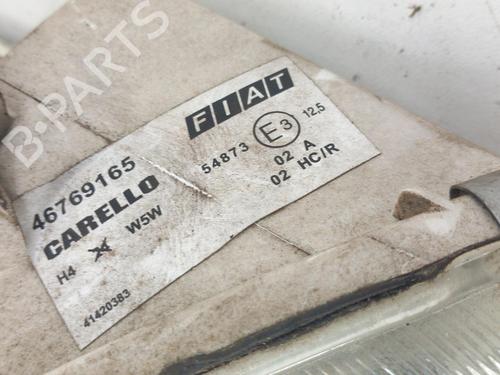 B-PARTS
FIAT
46769165
54873 E3 12,5
CARELLO
02 A
H4 W5W
02 HC/R
41420383